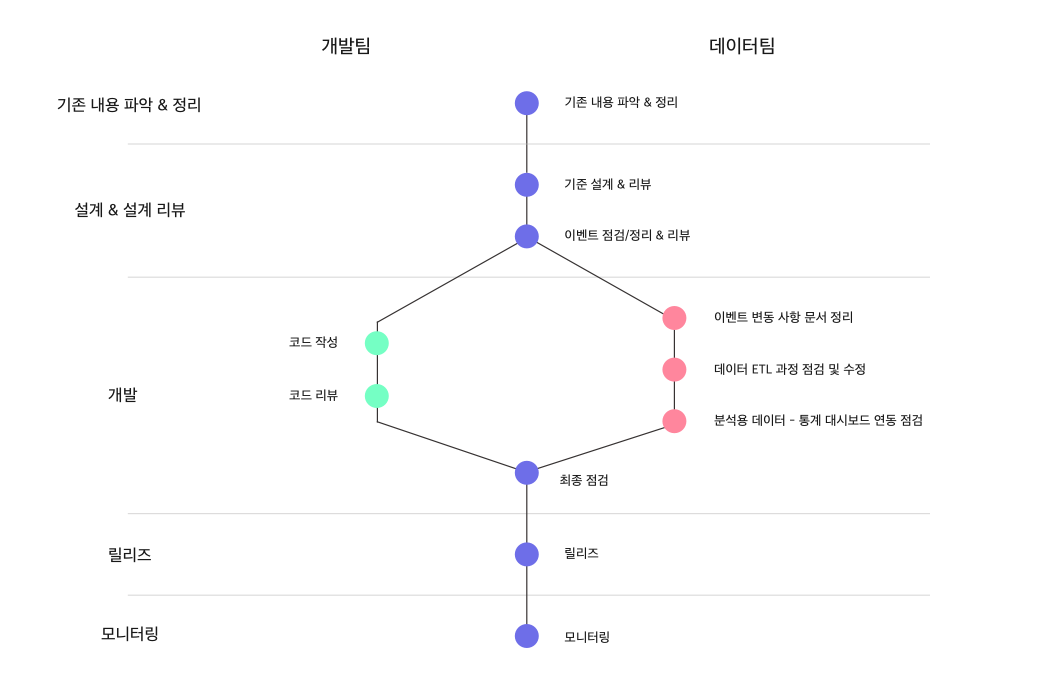 개발팀
데이터팀
기존 내용 파악 & 정리
기존 내용 파악 & 정리
설계 & 설계 리뷰
기준 설계 & 리뷰
이벤트 점검/정리 & 리뷰
개발
코드 작성
코드 리뷰
이벤트 변동 사항 문서 정리
데이터 ETL 과정 점검 및 수정
분석용 데이터 - 통계 대시보드 연동 점검
최종 점검
릴리즈
릴리즈
모니터링
모니터링